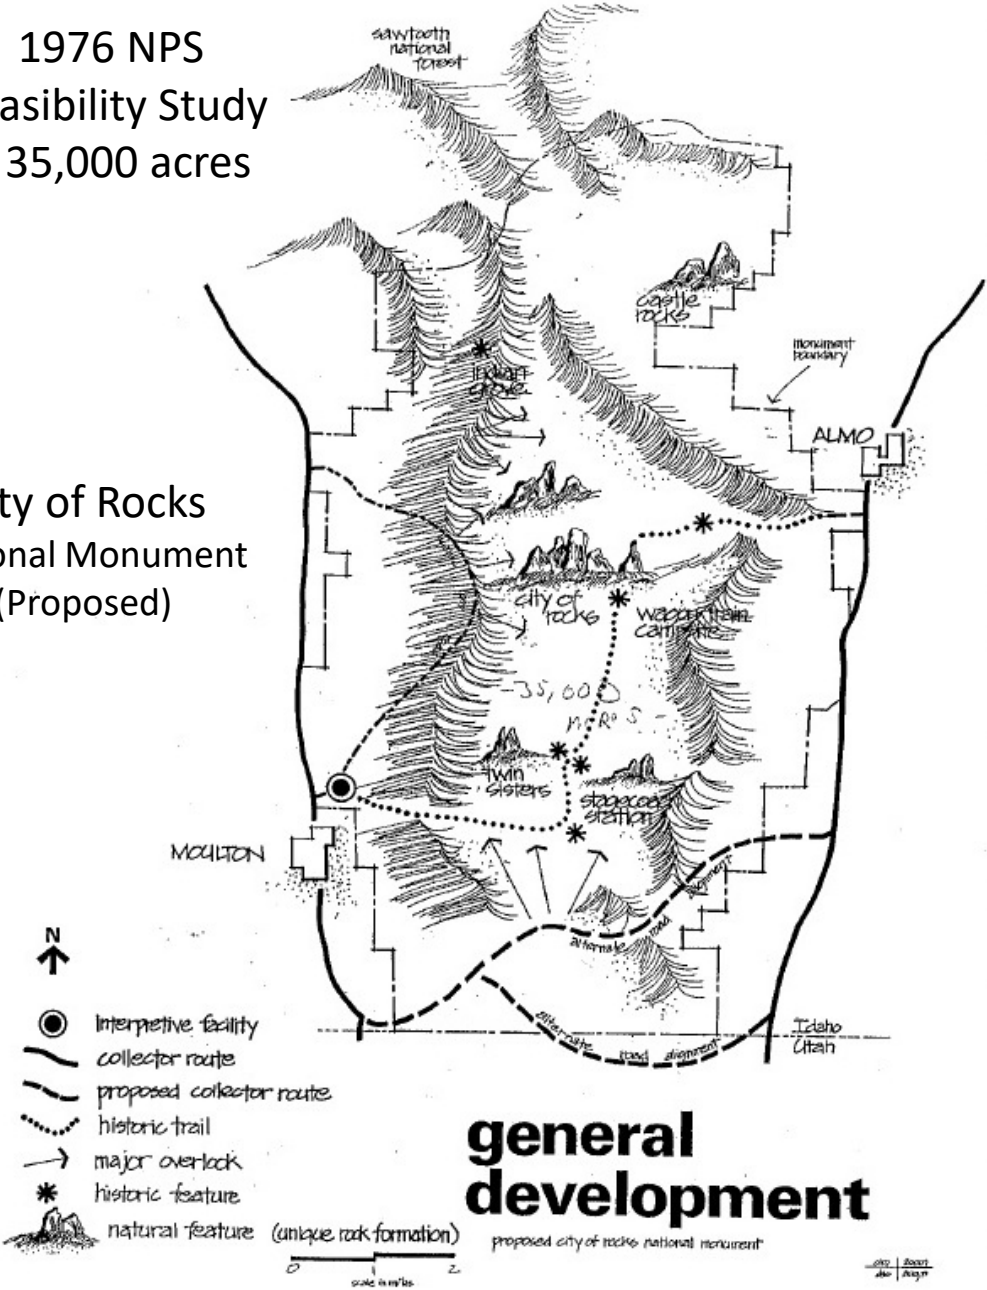 1976 NPS
asibility Study
35,000 acres
sawtooth
national
forest
castle
rocks
monument
boundary
indian
grove
ALMO
ty of Rocks
onal Monument
(Proposed)
city of
rocks
wagon train
campsite
-35,000
ACRES -
twin
sisters
stagecoach
station
MOULTON
alternate road alignment
alternate road alignment
Idaho
Utah
N
interpretive facility
collector route
proposed collector route
historic trail
major overlook
historic feature
natural feature (unique rock formation)
0 1 2
scale in miles
general
development
proposed city of rocks national monument